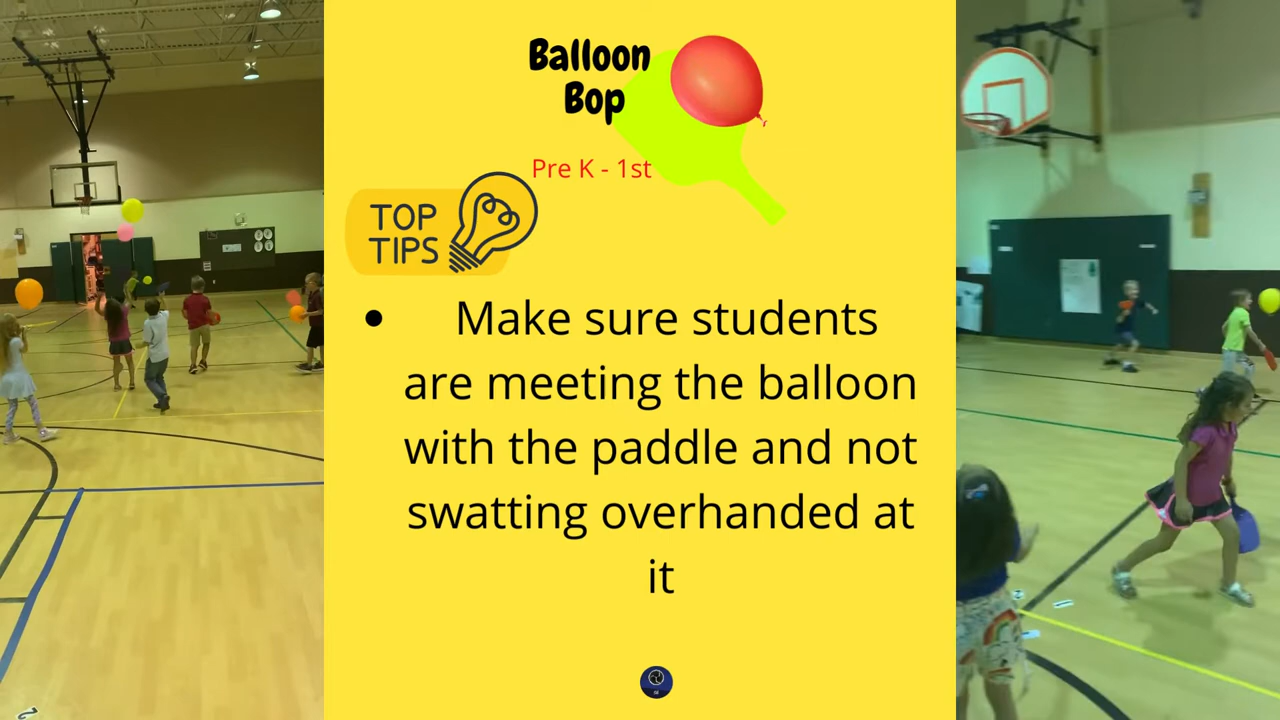 Balloon
Bop
Pre K - 1st
TOP
TIPS
• Make sure students
are meeting the balloon
with the paddle and not
swatting overhanded at
it